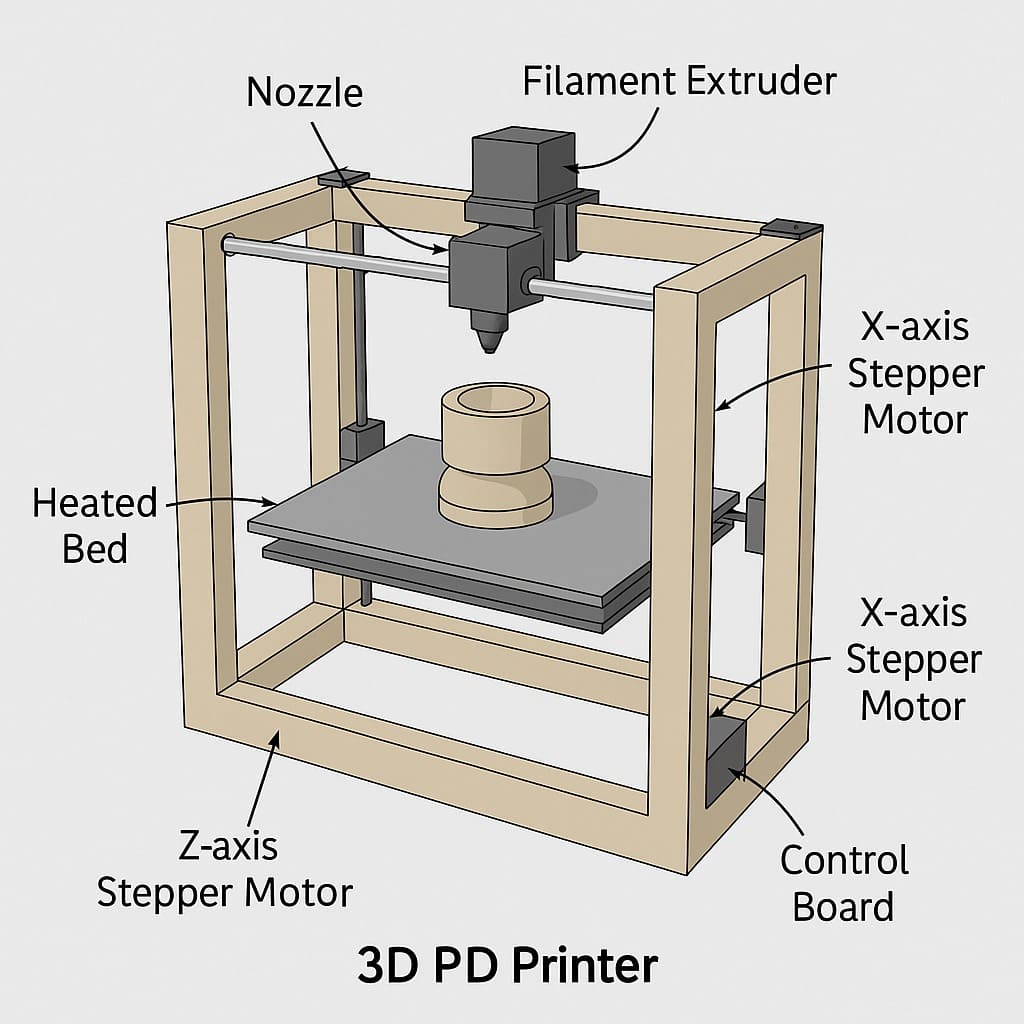 Nozzle
Filament Extruder
X-axis
Stepper
Motor
Heated
Bed
X-axis
Stepper
Motor
Z-axis
Stepper Motor
Control
Board
3D PD Printer